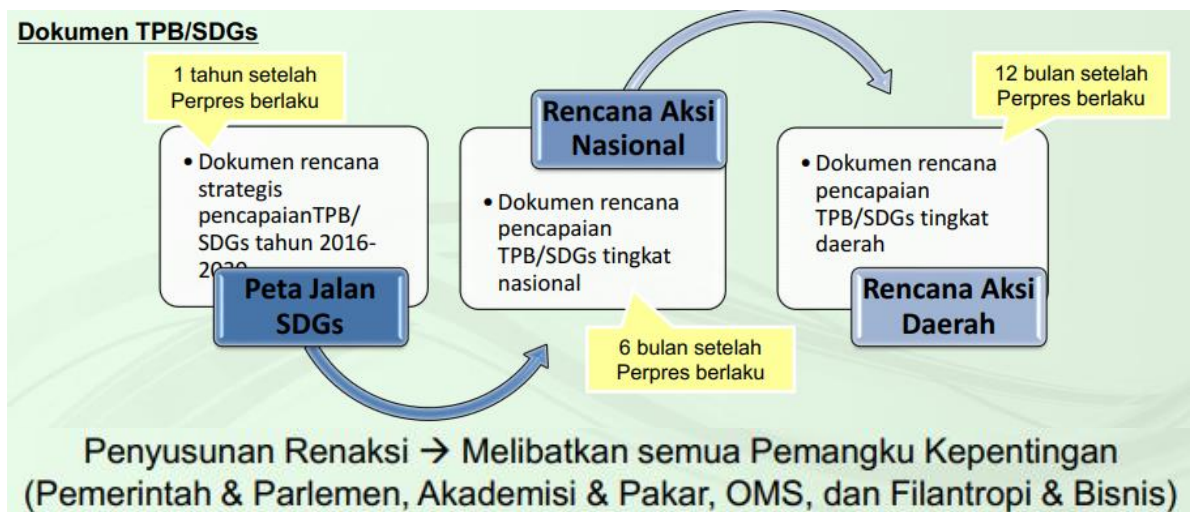 Dokumen TPB/SDGs
1 tahun setelah
Perpres berlaku
• Dokumen rencana
strategis
pencapaianTPB/
SDGs tahun 2016-
Peta Jalan
SDGs
Rencana Aksi
Nasional
• Dokumen rencana
pencapaian
TPB/SDGs tingkat
nasional
6 bulan setelah
Perpres berlaku
12 bulan setelah
Perpres berlaku
• Dokumen rencana
pencapaian
TPB/SDGs tingkat
daerah
Rencana Aksi
Daerah
Penyusunan Renaksi → Melibatkan semua Pemangku Kepentingan
(Pemerintah & Parlemen, Akademisi & Pakar, OMS, dan Filantropi & Bisnis)